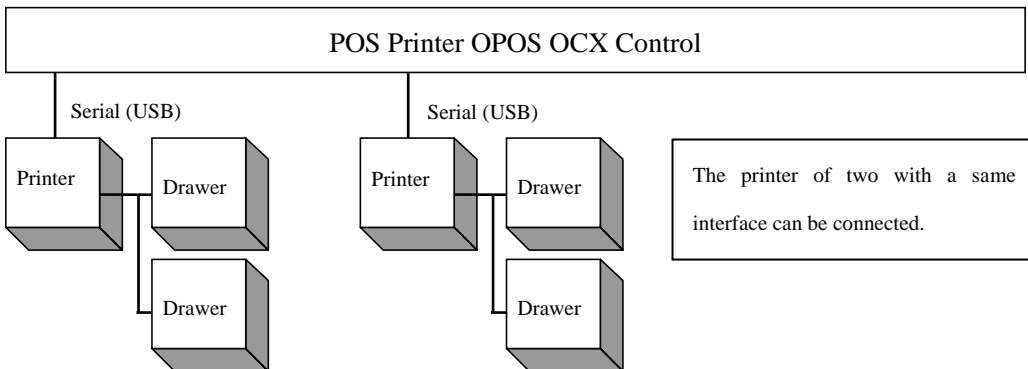 POS Printer OPOS OCX Control
Serial (USB)
Serial (USB)
Printer
Drawer
Printer
Drawer
The printer of two with a same
interface can be connected.
Drawer
Drawer